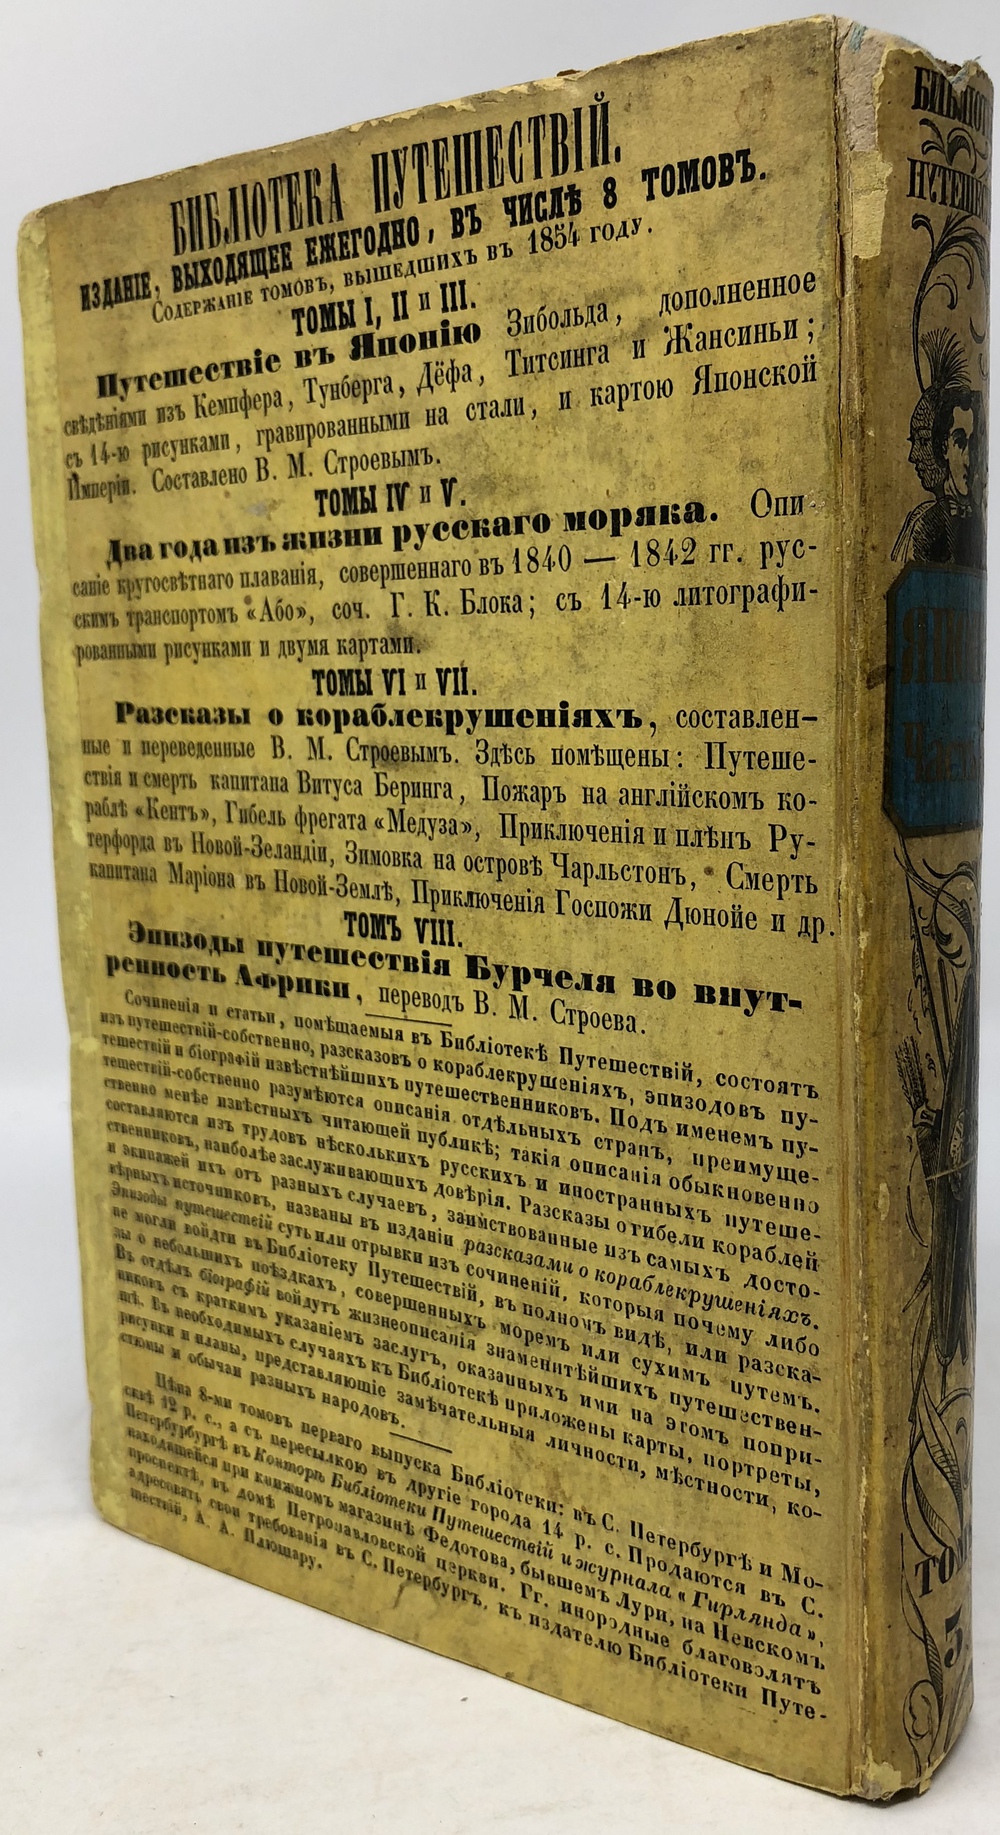 БИБЛІОТЕКА ПУТЕШЕСТВІЙ.
ИЗДАНІЕ, ВЫХОДЯЩЕЕ ЕЖЕГОДНО, ВЪ ЧИСЛѢ 8 ТОМОВЪ.
СОДЕРЖАНІЕ ТОМОВЪ, ВЫШЕДШИХЪ ВЪ 1854 ГОДУ.
ТОМЫ I, II и III.
Путешествіе въ Японію Зибольда, дополненное
свѣдѣніями изъ Кемпфера, Тунберга, Дёфа, Титсинга и Жансиньи;
съ 14-ю рисунками, гравированными на стали, и картою Японской
Имперіи. Составлено В. М. Строевымъ.
ТОМЫ IV и V.
Два года изъ жизни русскаго моряка. Опи-
саніе кругосвѣтнаго плаванія, совершеннаго въ 1840 — 1842 гг. рус-
скимъ транспортомъ «Або», соч. Г. К. Блока; съ 14-ю литографи-
рованными рисунками и двумя картами.
ТОМЫ VI и VII.
Разсказы о кораблекрушеніяхъ, составлен-
ные и переведенные В. М. Строевымъ. Здѣсь помѣщены: Путеше-
ствія и смерть капитана Витуса Беринга, Пожаръ на англійскомъ ко-
раблѣ «Кентъ», Гибель фрегата «Медуза», Приключенія и плѣнъ Ру-
терфорда въ Новой-Зеландіи, Зимовка на островѣ Чарльстонъ, Смерть
капитана Маріона въ Новой-Землѣ, Приключенія Госпожи Дюнойе и др.
ТОМЪ VIII.
Эпизоды путешествія Бурчеля во внут-
ренность Африки, переводъ В. М. Строева.
Сочиненія и статьи, помѣщаемыя въ Библіотекѣ Путешествій, состоятъ
изъ путешествій-собственно, разсказовъ о кораблекрушеніяхъ, эпизодовъ пу-
тешествій и біографій извѣстнѣйшихъ путешественниковъ. Подъ именемъ пу-
тешествій-собственно разумѣются описанія отдѣльныхъ странъ, преимуще-
ственно менѣе извѣстныхъ читающей публикѣ; такія описанія обыкновенно
составляются изъ трудовъ нѣсколькихъ русскихъ и иностранныхъ путеше-
ственниковъ, наиболѣе заслуживающихъ довѣрія. Разсказы о гибели кораблей
и экипажей ихъ отъ разныхъ случаевъ, заимствованные изъ самыхъ досто-
вѣрныхъ источниковъ, названы въ изданіи разсказами о кораблекрушеніяхъ.
Эпизоды путешествій суть или отрывки изъ сочиненій, которыя почему либо
не могли войдти въ Библіотеку Путешествій, въ полномъ видѣ, или разска-
зы о небольшихъ поѣздкахъ, совершенныхъ моремъ или сухимъ путемъ.
Въ отдѣлъ біографій войдутъ жизнеописанія знаменитѣйшихъ путешествен-
никовъ съ краткимъ указаніемъ заслугъ, оказанныхъ ими на этомъ попри-
щѣ. Въ необходимыхъ случаяхъ къ Библіотекѣ приложены карты, портреты,
рисунки и планы, представляющіе замѣчательныя личности, мѣстности, ко-
стюмы и обычаи разныхъ народовъ.
Цѣна 8-ми томовъ перваго выпуска Библіотеки: въ С. Петербургѣ и Мо-
сквѣ 12 р. с., а съ пересылкою въ другіе города 14 р. с. Продаются въ С.
Петербургѣ въ Конторѣ Библіотеки Путешествій и журнала «Гирлянда»,
находящейся при книжномъ магазинѣ Федотова, бывшемъ Лури, на Невскомъ
проспектѣ, въ домѣ Петропавловской церкви. Гг. инородные благоволятъ
адресовать свои требованія въ С. Петербургъ, къ издателю Библіотеки Путе-
шествій, А. А. Плюшару.
БИБЛІОТ
ПУТЕШЕС
ЯПО
ТОМ
5.